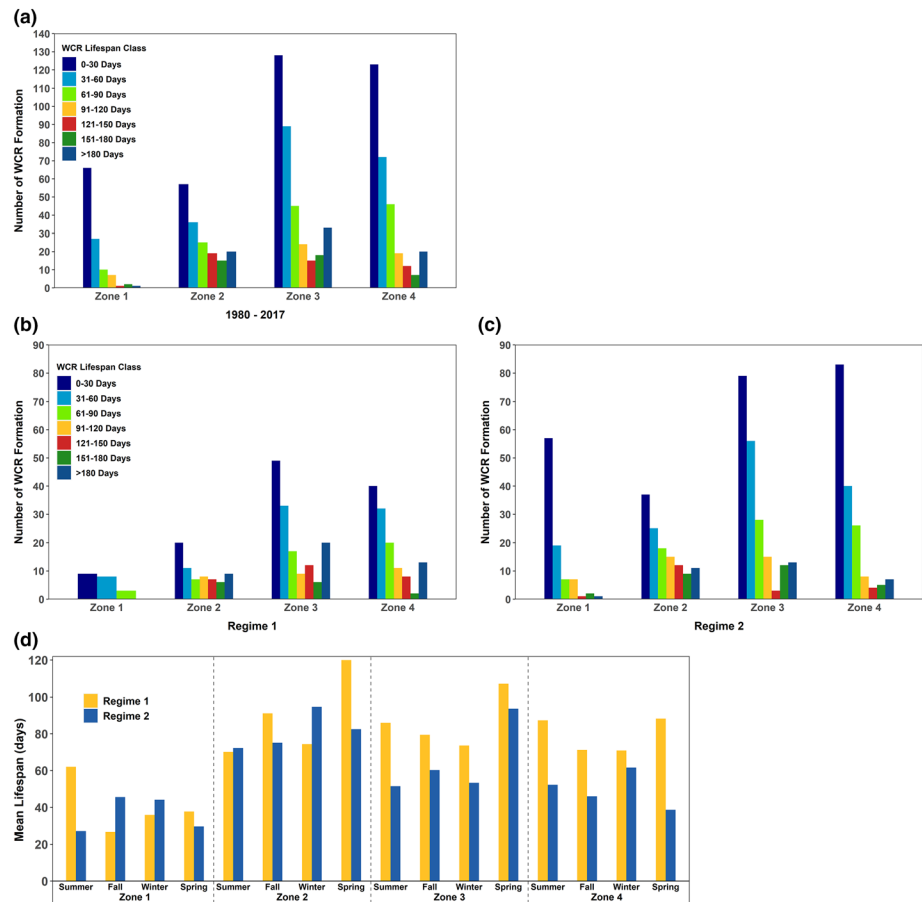 (a)
WCR Lifespan Class
0-30 Days
31-60 Days
61-90 Days
91-120 Days
121-150 Days
151-180 Days
>180 Days
Number of WCR Formation
140
130
120
110
100
90
80
70
60
50
40
30
20
10
0
Zone 1 Zone 2 Zone 3 Zone 4
1980 - 2017
(b)
WCR Lifespan Class
0-30 Days
31-60 Days
61-90 Days
91-120 Days
121-150 Days
151-180 Days
>180 Days
Number of WCR Formation
90
80
70
60
50
40
30
20
10
0
Zone 1 Zone 2 Zone 3 Zone 4
Regime 1
(c)
Number of WCR Formation
90
80
70
60
50
40
30
20
10
0
Zone 1 Zone 2 Zone 3 Zone 4
Regime 2
(d)
Regime 1
Regime 2
Mean Lifespan (days)
120
100
80
60
40
20
0
Summer Fall Winter Spring Summer Fall Winter Spring Summer Fall Winter Spring Summer Fall Winter Spring
Zone 1 Zone 2 Zone 3 Zone 4